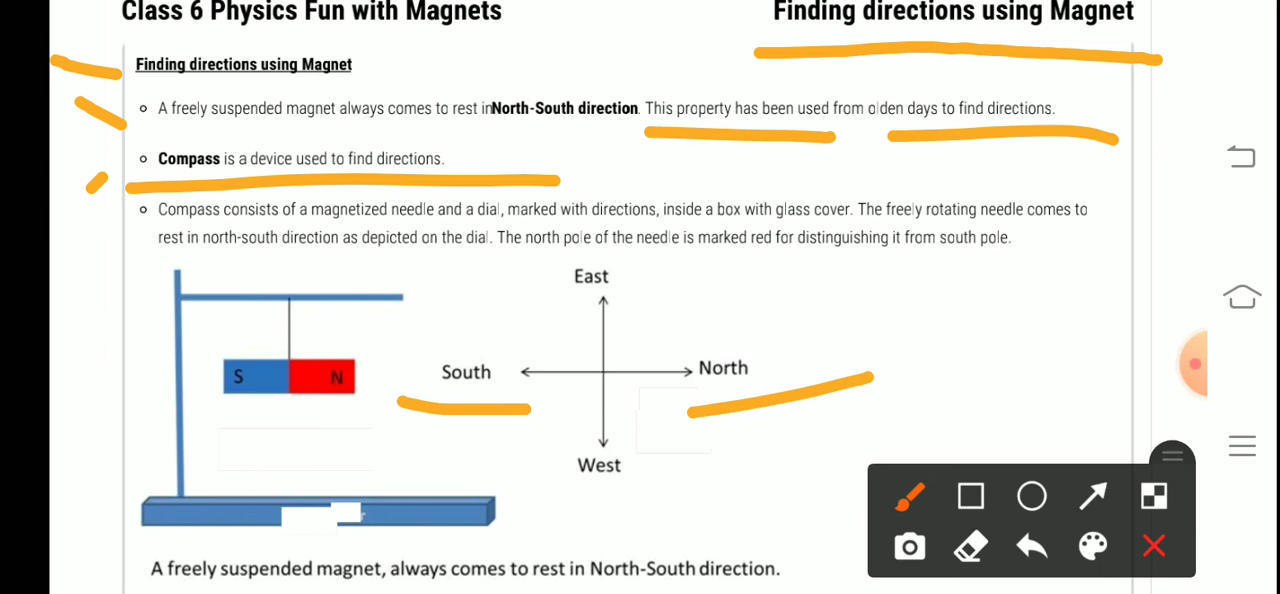 Class 6 Physics Fun with Magnets
Finding directions using Magnet
Finding directions using Magnet
A freely suspended magnet always comes to rest in North-South direction. This property has been used from olden days to find directions.
Compass is a device used to find directions.
Compass consists of a magnetized needle and a dial, marked with directions, inside a box with glass cover. The freely rotating needle comes to
rest in north-south direction as depicted on the dial. The north pole of the needle is marked red for distinguishing it from south pole.
East
S N
South
North
West
A freely suspended magnet, always comes to rest in North-South direction.